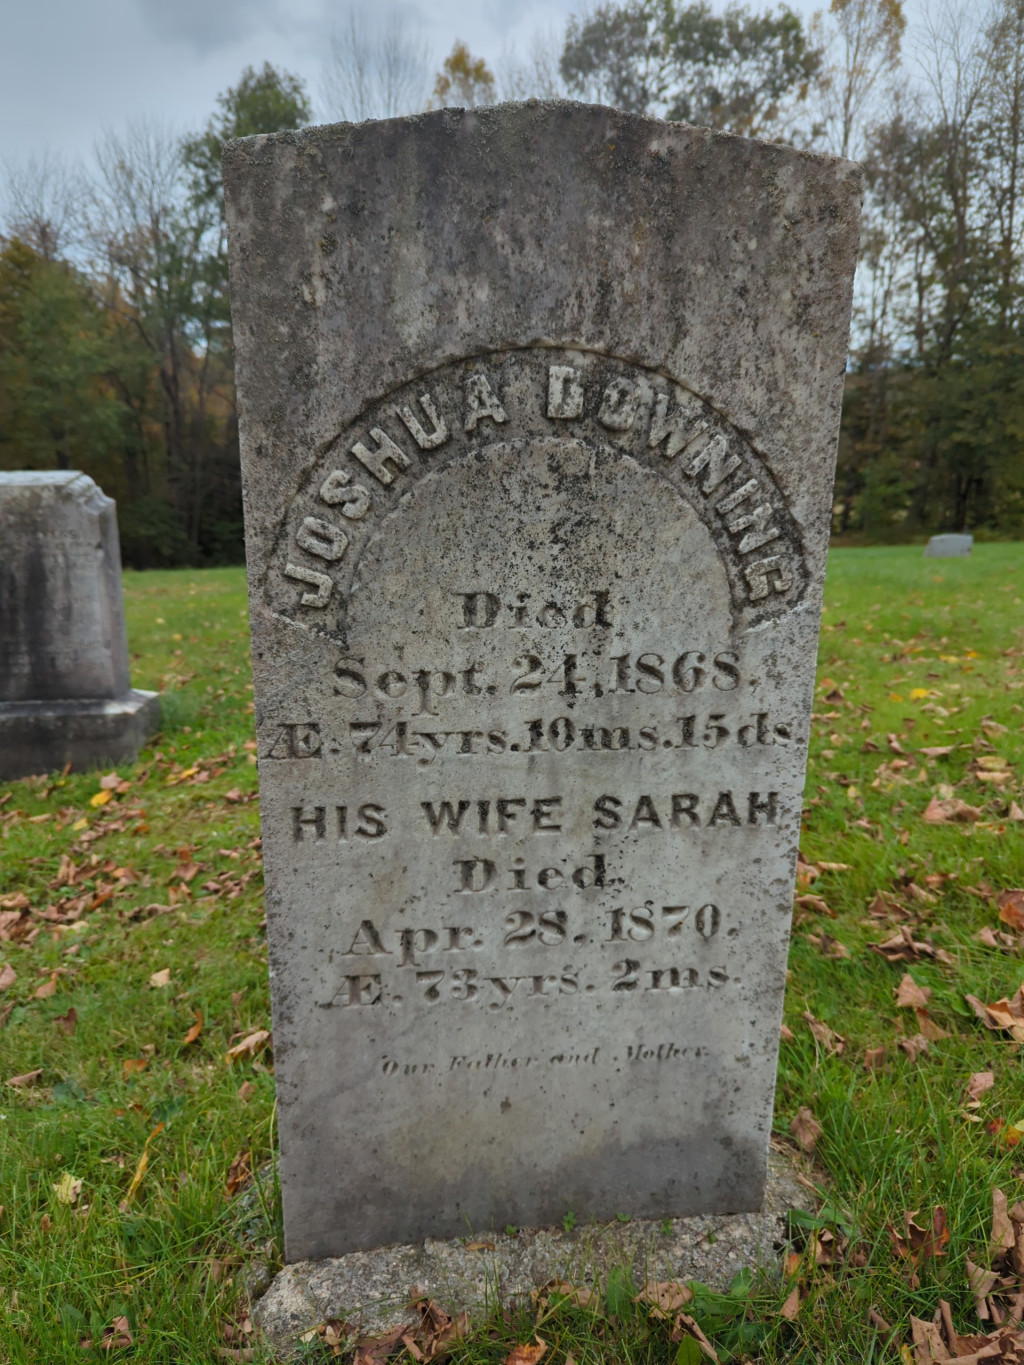 JOSHUA DOWNING
Died
Sept. 24, 1868.
Æ. 74 yrs. 10 ms. 15 ds.
HIS WIFE SARAH
Died
Apr. 28. 1870.
Æ. 73 yrs. 2 ms.
Our Father and Mother.